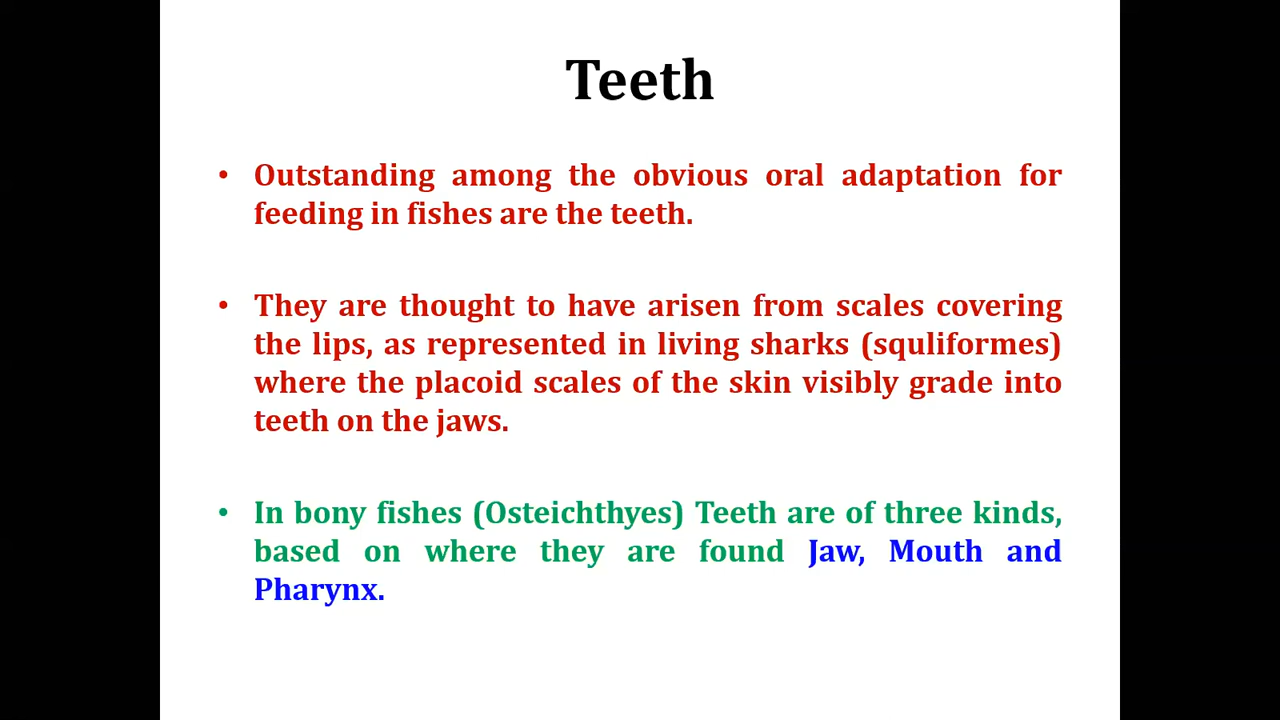 Teeth
• Outstanding among the obvious oral adaptation for
feeding in fishes are the teeth.
• They are thought to have arisen from scales covering
the lips, as represented in living sharks (squliformes)
where the placoid scales of the skin visibly grade into
teeth on the jaws.
• In bony fishes (Osteichthyes) Teeth are of three kinds,
based on where they are found Jaw, Mouth and
Pharynx.